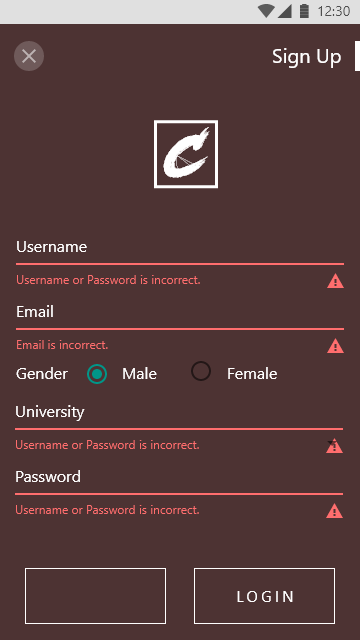 12:30
Sign Up
C
Username
Username or Password is incorrect.
Email
Email is incorrect.
Gender Male Female
University
Username or Password is incorrect.
Password
Username or Password is incorrect.
LOGIN